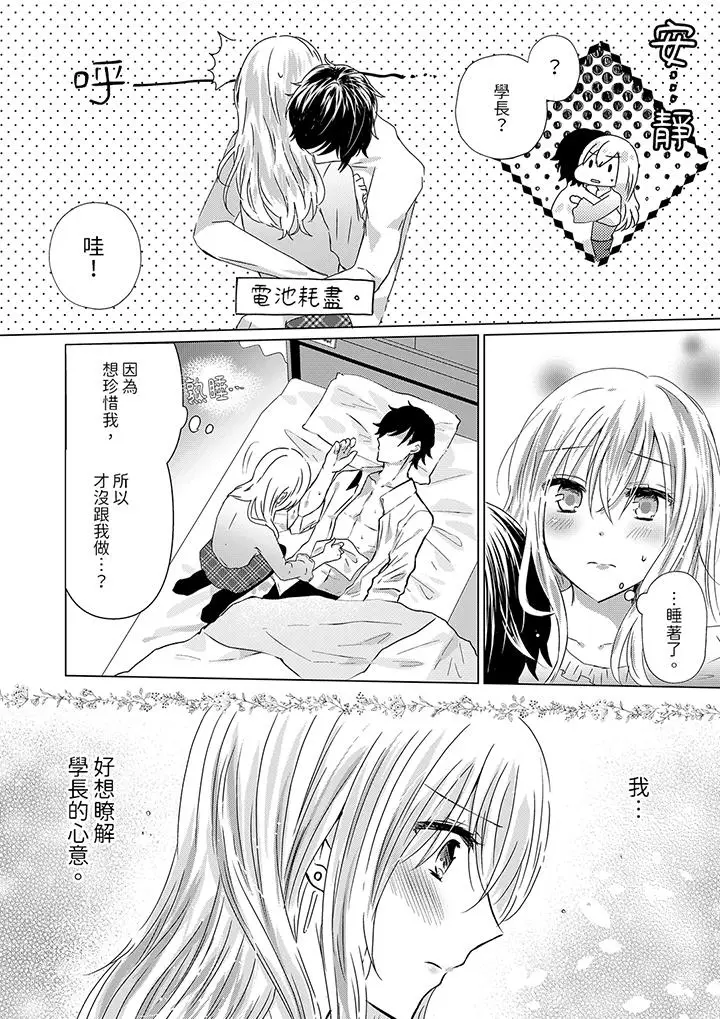 安…靜
？
學長？
呼——
哇！
電池耗盡。
…睡著了。
熟睡…
因為
想珍惜我，
所以
才沒跟我做…？
我…
好想瞭解
學長的心意。